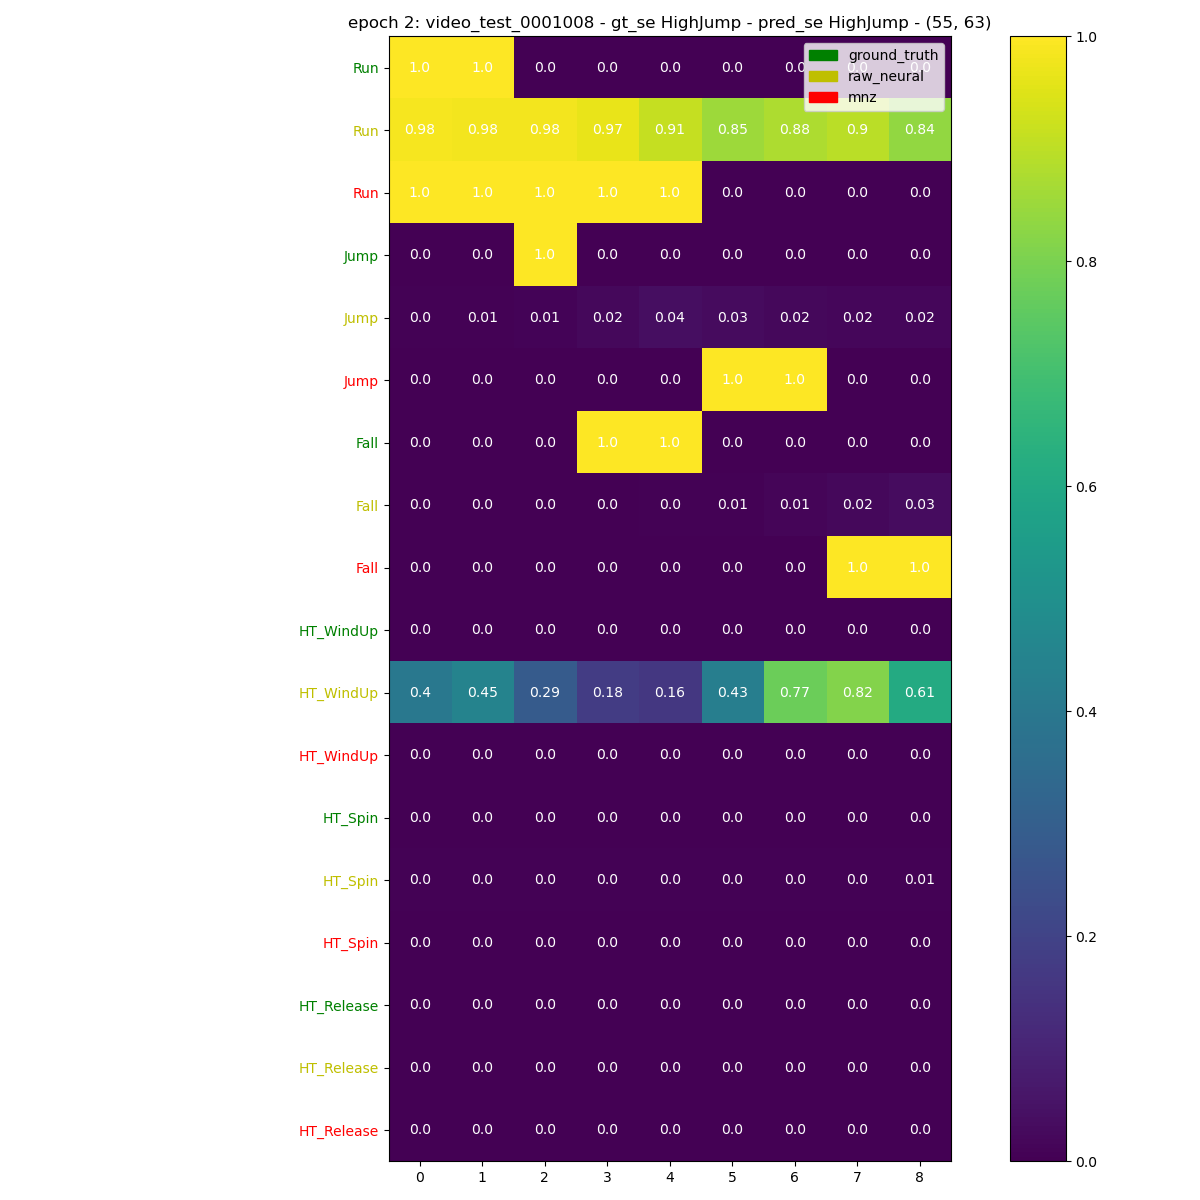 epoch 2: video_test_0001008 - gt_se HighJump - pred_se HighJump - (55, 63)
ground_truth
raw_neural
mnz
Run 1.0 1.0 0.0 0.0 0.0 0.0 0.0 0.0 0.0
Run 0.98 0.98 0.98 0.97 0.91 0.85 0.88 0.9 0.84
Run 1.0 1.0 1.0 1.0 1.0 0.0 0.0 0.0 0.0
Jump 0.0 0.0 1.0 0.0 0.0 0.0 0.0 0.0 0.0
Jump 0.0 0.01 0.01 0.02 0.04 0.03 0.02 0.02 0.02
Jump 0.0 0.0 0.0 0.0 0.0 1.0 1.0 0.0 0.0
Fall 0.0 0.0 0.0 1.0 1.0 0.0 0.0 0.0 0.0
Fall 0.0 0.0 0.0 0.0 0.0 0.01 0.01 0.02 0.03
Fall 0.0 0.0 0.0 0.0 0.0 0.0 0.0 1.0 1.0
HT_WindUp 0.0 0.0 0.0 0.0 0.0 0.0 0.0 0.0 0.0
HT_WindUp 0.4 0.45 0.29 0.18 0.16 0.43 0.77 0.82 0.61
HT_WindUp 0.0 0.0 0.0 0.0 0.0 0.0 0.0 0.0 0.0
HT_Spin 0.0 0.0 0.0 0.0 0.0 0.0 0.0 0.0 0.0
HT_Spin 0.0 0.0 0.0 0.0 0.0 0.0 0.0 0.0 0.01
HT_Spin 0.0 0.0 0.0 0.0 0.0 0.0 0.0 0.0 0.0
HT_Release 0.0 0.0 0.0 0.0 0.0 0.0 0.0 0.0 0.0
HT_Release 0.0 0.0 0.0 0.0 0.0 0.0 0.0 0.0 0.0
HT_Release 0.0 0.0 0.0 0.0 0.0 0.0 0.0 0.0 0.0
0 1 2 3 4 5 6 7 8
1.0
0.8
0.6
0.4
0.2
0.0